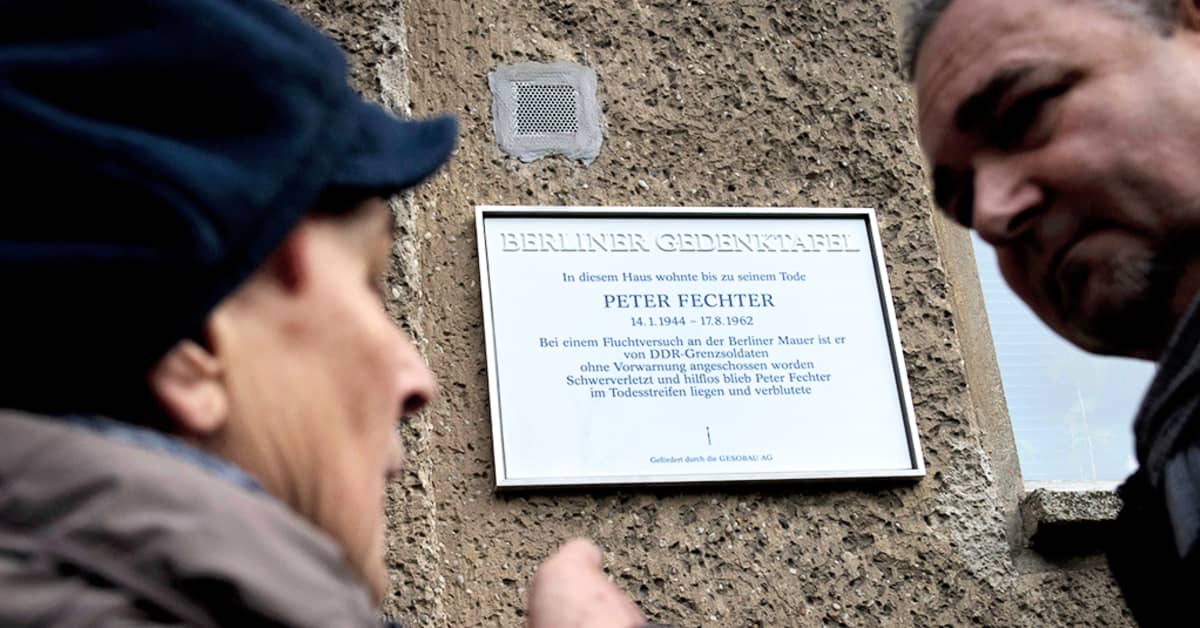 BERLINER GEDENKTAFEL
In diesem Haus wohnte bis zu seinem Tode
PETER FECHTER
14.1.1944 – 17.8.1962
Bei einem Fluchtversuch an der Berliner Mauer ist er
von DDR-Grenzsoldaten
ohne Vorwarnung angeschossen worden
Schwerverletzt und hilflos blieb Peter Fechter
im Todesstreifen liegen und verblutete
Gefördert durch die GESOBAU AG